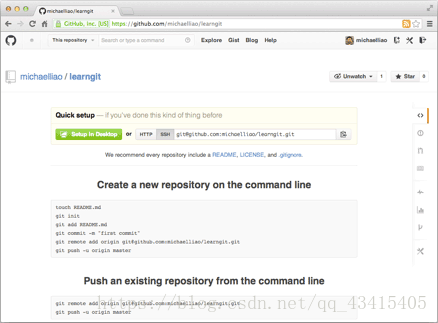 michaelliao/learngit
GitHub, Inc. [US] https://github.com/michaelliao/learngit
This repository Search or type a command Explore Gist Blog Help michaelliao
michaelliao / learngit
Unwatch 1 Star 0
Quick setup — if you've done this kind of thing before
Setup in Desktop or HTTP SSH git@github.com:michaelliao/learngit.git
We recommend every repository include a README, LICENSE, and .gitignore.
Create a new repository on the command line
touch README.md
git init
git add README.md
git commit -m "first commit"
git remote add origin git@github.com:michaelliao/learngit.git
git push -u origin master
Push an existing repository from the command line
git remote add origin git@github.com:michaelliao/learngit.git
git push -u origin master
https://blog.csdn.net/qq_43415405